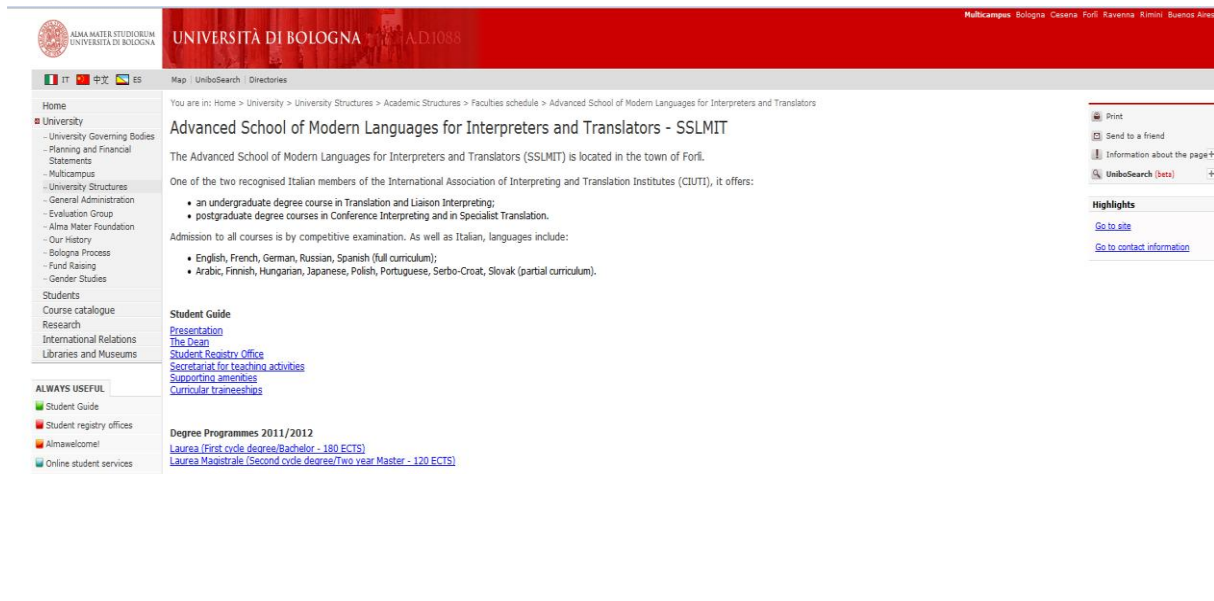 Multicampus Bologna Cesena Forlì Ravenna Rimini Buenos Aires
ALMA MATER STUDIORUM
UNIVERSITÀ DI BOLOGNA
UNIVERSITÀ DI BOLOGNA
A.D.1088
IT 中文 ES
Map | UniboSearch | Directories
Home
University
- University Governing Bodies
- Planning and Financial
Statements
- Multicampus
- University Structures
- General Administration
- Evaluation Group
- Alma Mater Foundation
- Our History
- Bologna Process
- Fund Raising
- Gender Studies
Students
Course catalogue
Research
International Relations
Libraries and Museums
ALWAYS USEFUL
Student Guide
Student registry offices
Almawelcome!
Online student services
You are in: Home > University > University Structures > Academic Structures > Faculties schedule > Advanced School of Modern Languages for Interpreters and Translators
Advanced School of Modern Languages for Interpreters and Translators - SSLMIT
The Advanced School of Modern Languages for Interpreters and Translators (SSLMIT) is located in the town of Forlì.
One of the two recognised Italian members of the International Association of Interpreting and Translation Institutes (CIUTI), it offers:
• an undergraduate degree course in Translation and Liaison Interpreting;
• postgraduate degree courses in Conference Interpreting and in Specialist Translation.
Admission to all courses is by competitive examination. As well as Italian, languages include:
• English, French, German, Russian, Spanish (full curriculum);
• Arabic, Finnish, Hungarian, Japanese, Polish, Portuguese, Serbo-Croat, Slovak (partial curriculum).
Student Guide
Presentation
The Dean
Student Registry Office
Secretariat for teaching activities
Supporting amenities
Curricular traineeships
Degree Programmes 2011/2012
Laurea (First cycle degree/Bachelor - 180 ECTS)
Laurea Magistrale (Second cycle degree/Two year Master - 120 ECTS)
Print
Send to a friend
Information about the page+
UniboSearch (beta) +
Highlights
Go to site
Go to contact information